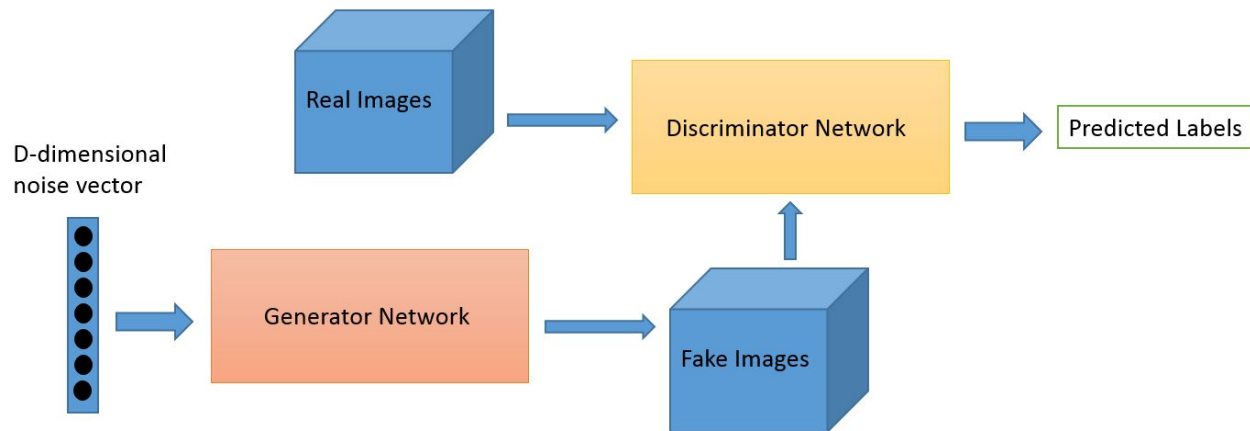 Real Images
Discriminator Network
Predicted Labels
D-dimensional
noise vector
Generator Network
Fake Images